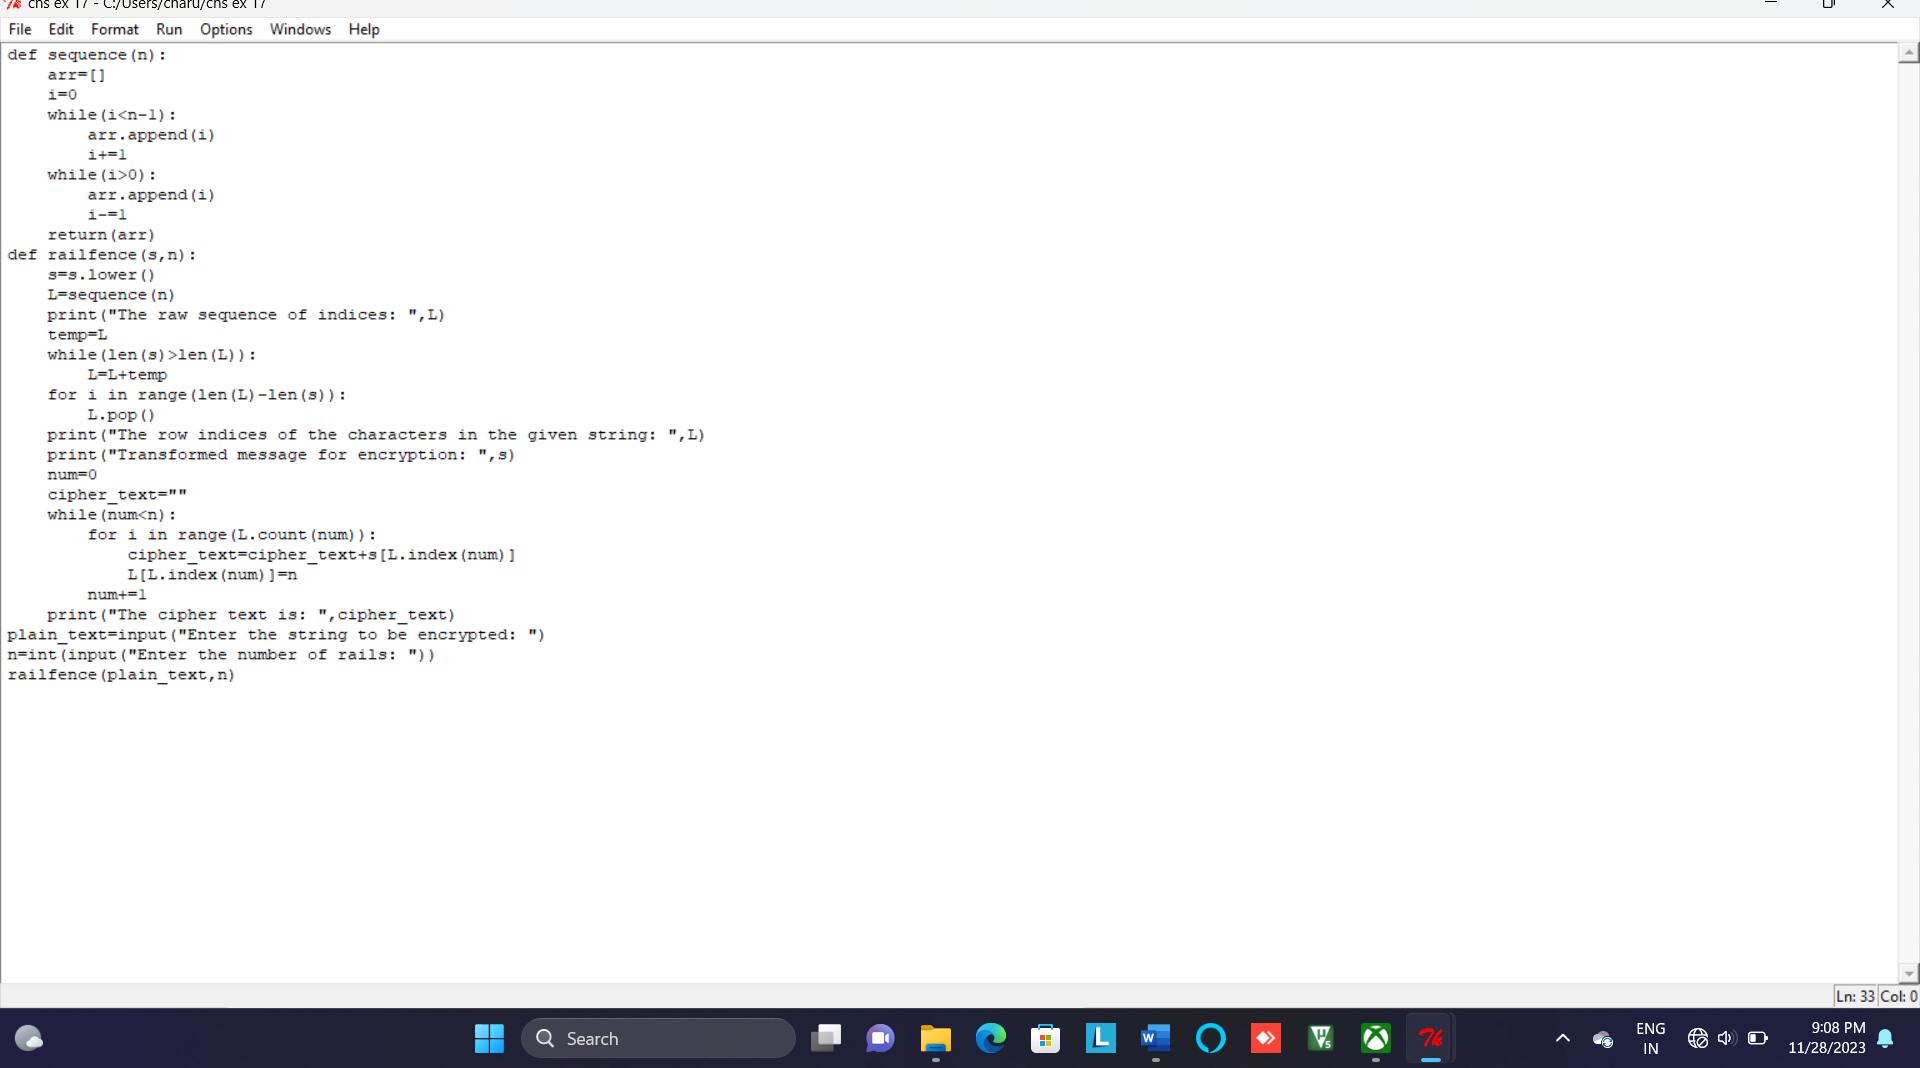 chs ex 17 - C:/Users/charu/chs ex 17
File Edit Format Run Options Windows Help
def sequence(n):
    arr=[]
    i=0
    while(i<n-1):
        arr.append(i)
        i+=1
    while(i>0):
        arr.append(i)
        i-=1
    return(arr)
def railfence(s,n):
    s=s.lower()
    L=sequence(n)
    print("The raw sequence of indices: ",L)
    temp=L
    while(len(s)>len(L)):
        L=L+temp
    for i in range(len(L)-len(s)):
        L.pop()
    print("The row indices of the characters in the given string: ",L)
    print("Transformed message for encryption: ",s)
    num=0
    cipher_text=""
    while(num<n):
        for i in range(L.count(num)):
            cipher_text=cipher_text+s[L.index(num)]
            L[L.index(num)]=n
        num+=1
    print("The cipher text is: ",cipher_text)
plain_text=input("Enter the string to be encrypted: ")
n=int(input("Enter the number of rails: "))
railfence(plain_text,n)
Ln: 33 Col: 0
Search
L
W
V5
ENG
IN
9:08 PM
11/28/2023